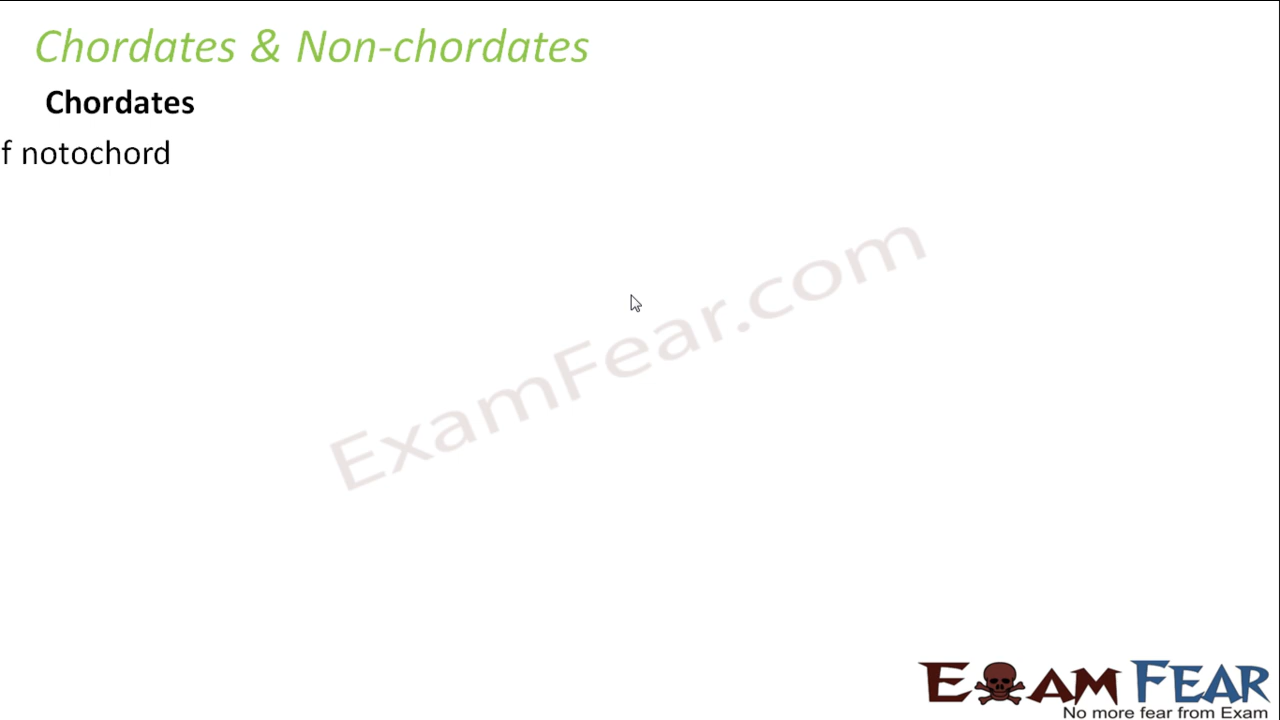 Chordates & Non-chordates
Chordates
f notochord
ExamFear.com
EXAM FEAR
No more fear from Exam